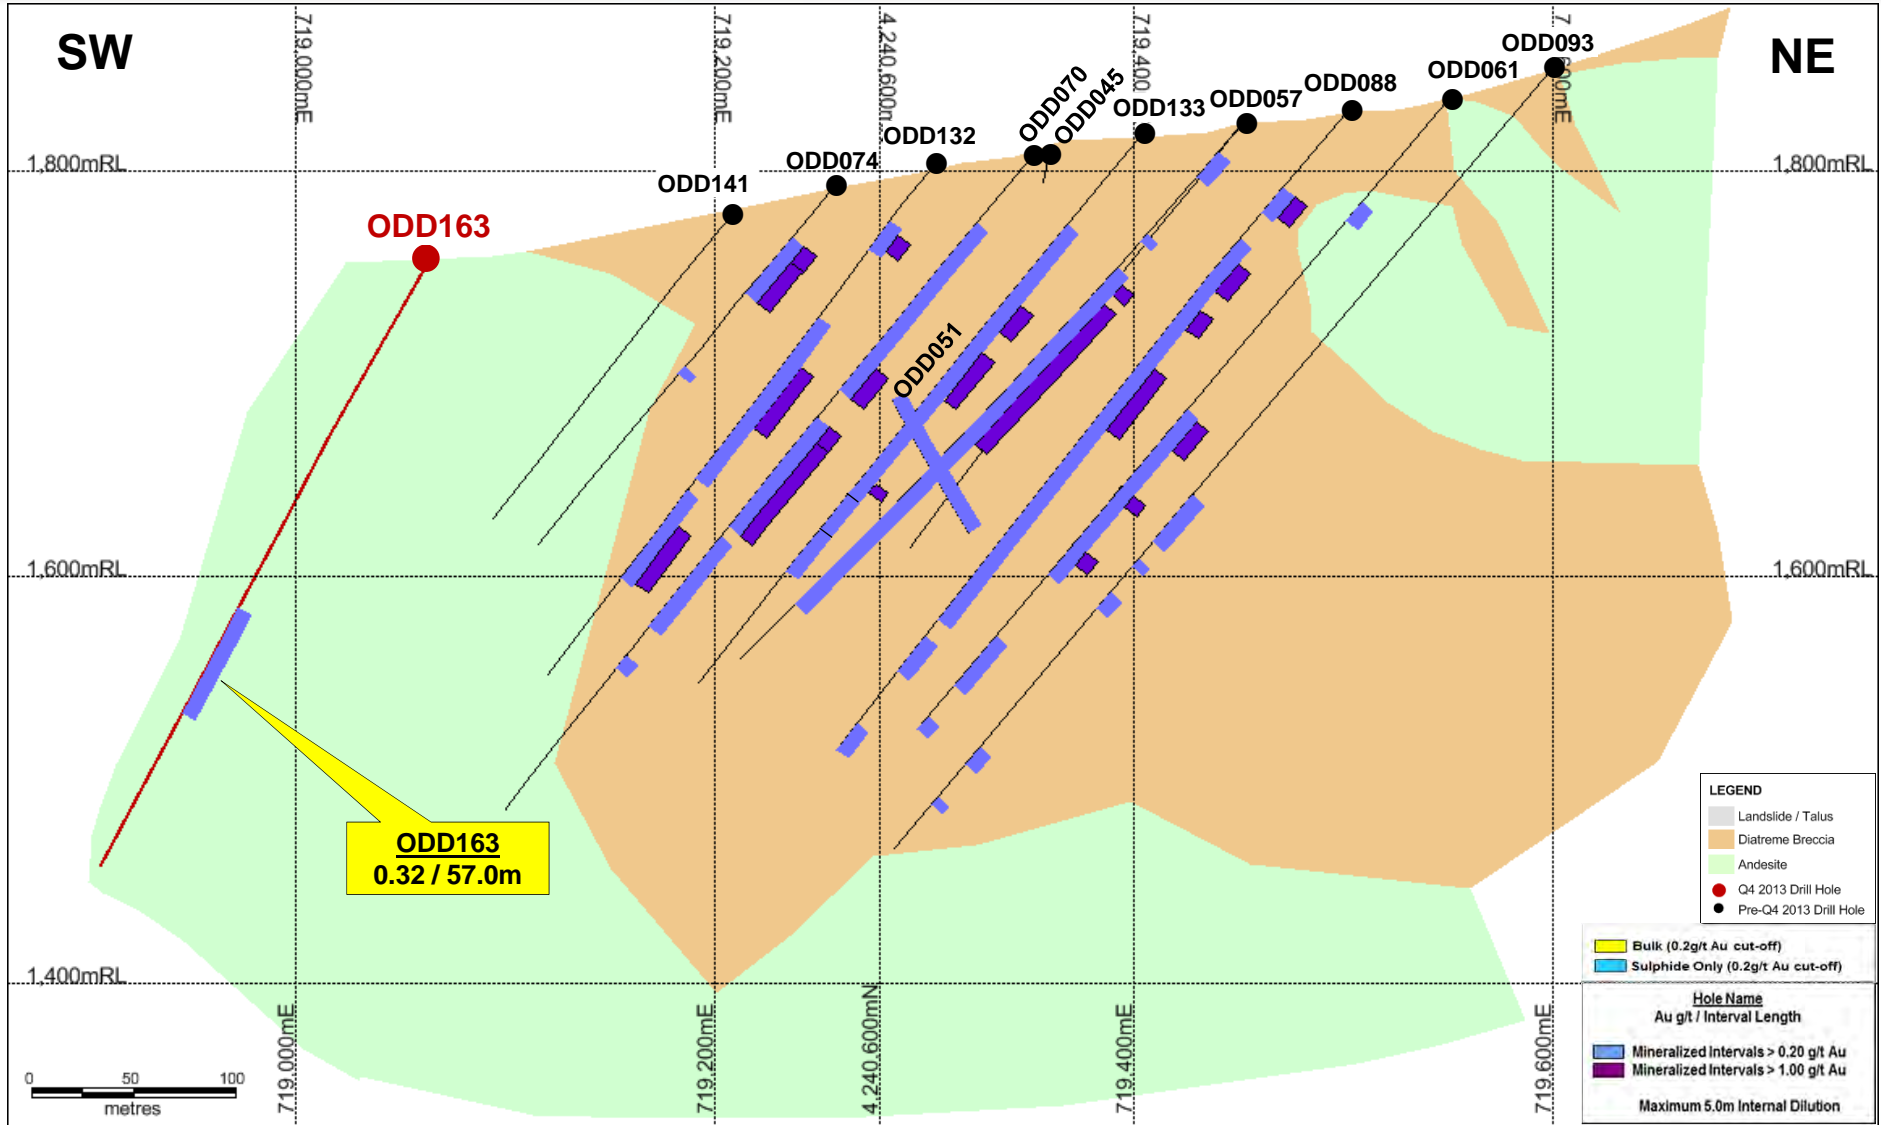 SW
NE
719,000mE
719,200mE
4,240,600n
719,400
7
600mE
ODD093
ODD061
ODD088
ODD057
ODD133
ODD045
ODD070
ODD132
ODD074
ODD141
ODD163
1,800mRL
1,800mRL
ODD051
1,600mRL
1,600mRL
ODD163
0.32 / 57.0m
LEGEND
Landslide / Talus
Diatreme Breccia
Andesite
Q4 2013 Drill Hole
Pre-Q4 2013 Drill Hole
Bulk (0.2g/t Au cut-off)
Sulphide Only (0.2g/t Au cut-off)
1,400mRL
Hole Name
Au g/t / Interval Length
Mineralized Intervals > 0.20 g/t Au
Mineralized Intervals > 1.00 g/t Au
Maximum 5.0m Internal Dilution
719,000mE
719,200mE
4,240,600mN
719,400mE
719,600mE
0 50 100
metres